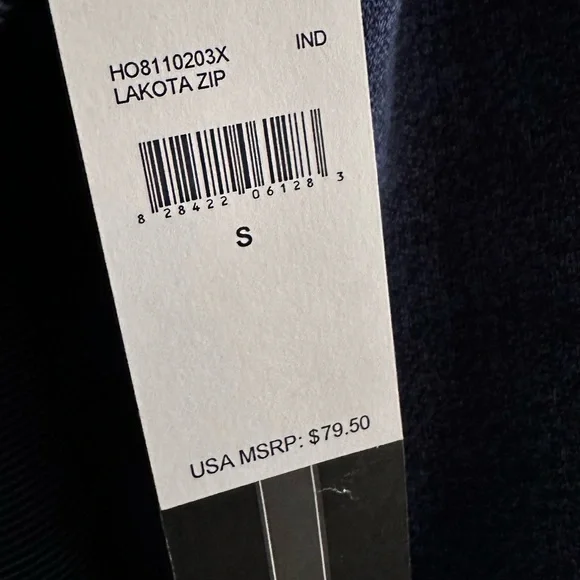 HO8110203X IND
LAKOTA ZIP
8 28422 06128 3
S
USA MSRP: $79.50